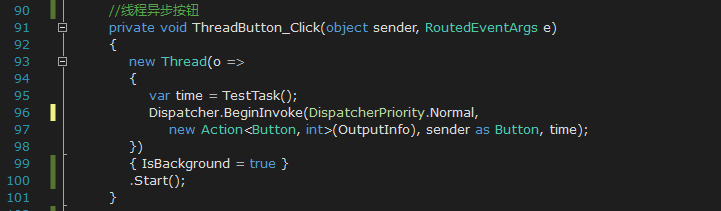 90 //线程异步按钮
91 private void ThreadButton_Click(object sender, RoutedEventArgs e)
92 {
93 new Thread(o =>
94 {
95 var time = TestTask();
96 Dispatcher.BeginInvoke(DispatcherPriority.Normal,
97 new Action<Button, int>(OutputInfo), sender as Button, time);
98 })
99 { IsBackground = true }
100 .Start();
101 }